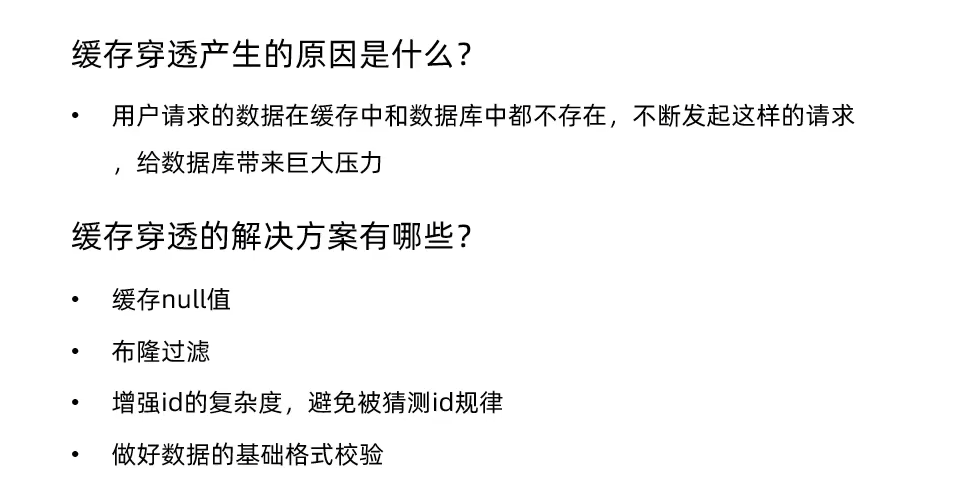 缓存穿透产生的原因是什么？
• 用户请求的数据在缓存中和数据库中都不存在，不断发起这样的请求
，给数据库带来巨大压力
缓存穿透的解决方案有哪些？
• 缓存null值
• 布隆过滤
• 增强id的复杂度，避免被猜测id规律
• 做好数据的基础格式校验